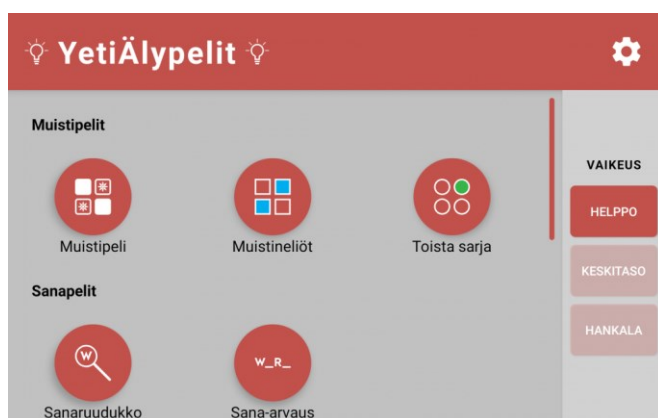 YetiÄlypelit
Muistipelit
Muistipeli
Muistineliöt
Toista sarja
Sanapelit
W
W_R_
Sanaruudukko
Sana-arvaus
VAIKEUS
HELPPO
KESKITASO
HANKALA